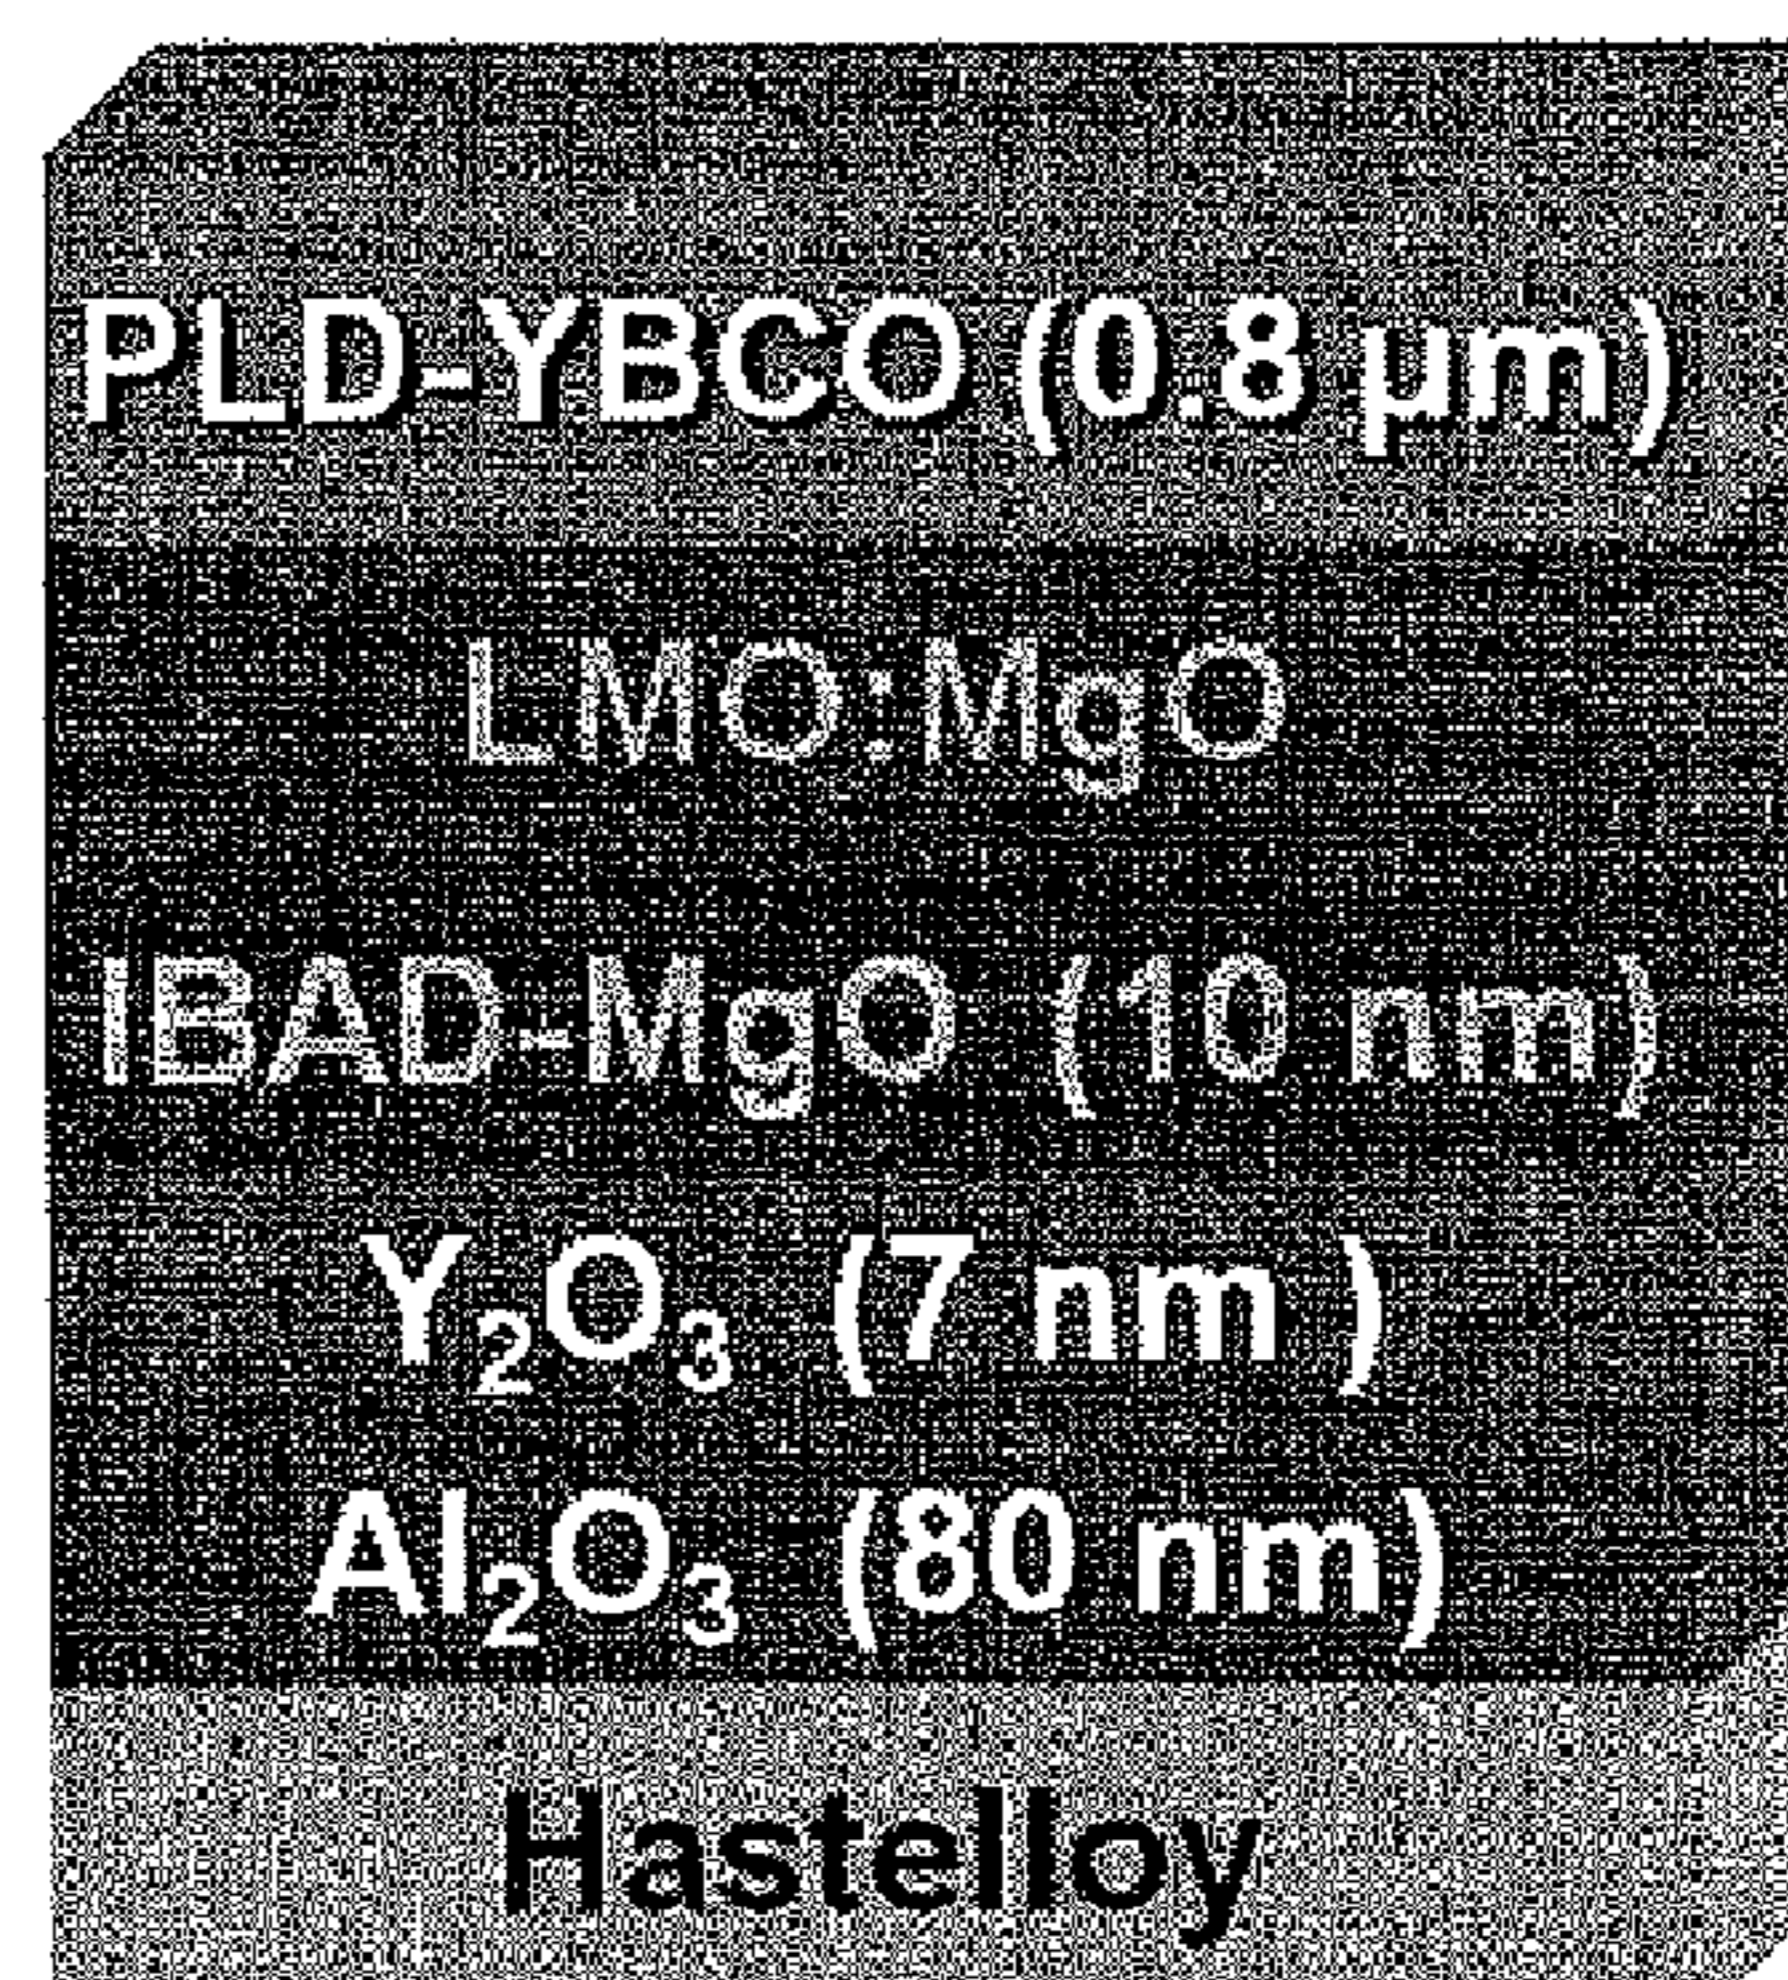 PLD-YBCO (0.8 µm)
LMO:MgO
IBAD-MgO (10 nm)
Y₂O₃ (7 nm )
Al₂O₃ (80 nm)
Hastelloy